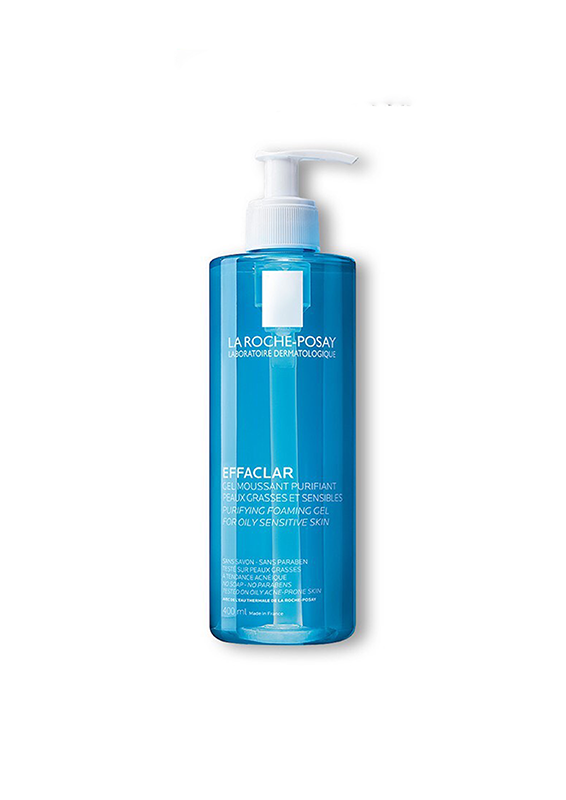 LA ROCHE-POSAY
LABORATOIRE DERMATOLOGIQUE
EFFACLAR
GEL MOUSSANT PURIFIANT
PEAUX GRASSES ET SENSIBLES
PURIFYING FOAMING GEL
FOR OILY SENSITIVE SKIN
SANS SAVON - SANS PARABEN
TESTÉ SUR PEAUX GRASSES
À TENDANCE ACNÉIQUE
NO SOAP - NO PARABENS
TESTED ON OILY ACNE-PRONE SKIN
AVEC DE L'EAU THERMALE DE LA ROCHE-POSAY
400 ml Made in France